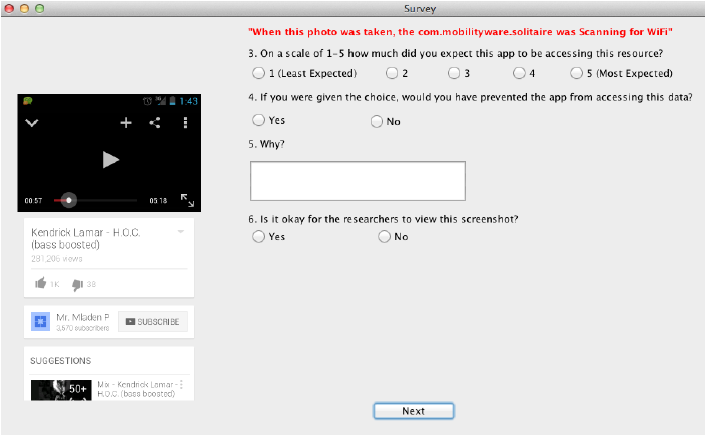 Survey
"When this photo was taken, the com.mobilityware.solitaire was Scanning for WiFi"
3. On a scale of 1-5 how much did you expect this app to be accessing this resource?
1 (Least Expected) 2 3 4 5 (Most Expected)
4. If you were given the choice, would you have prevented the app from accessing this data?
Yes No
5. Why?
6. Is it okay for the researchers to view this screenshot?
Yes No
Next
3G 1:43
00:57 05:18
Kendrick Lamar - H.O.C.
(bass boosted)
281,206 views
1K 38
Mr. Mladen P
3,570 subscribers
SUBSCRIBE
SUGGESTIONS
50+
Mix - Kendrick Lamar -
H.O.C. (bass boosted)